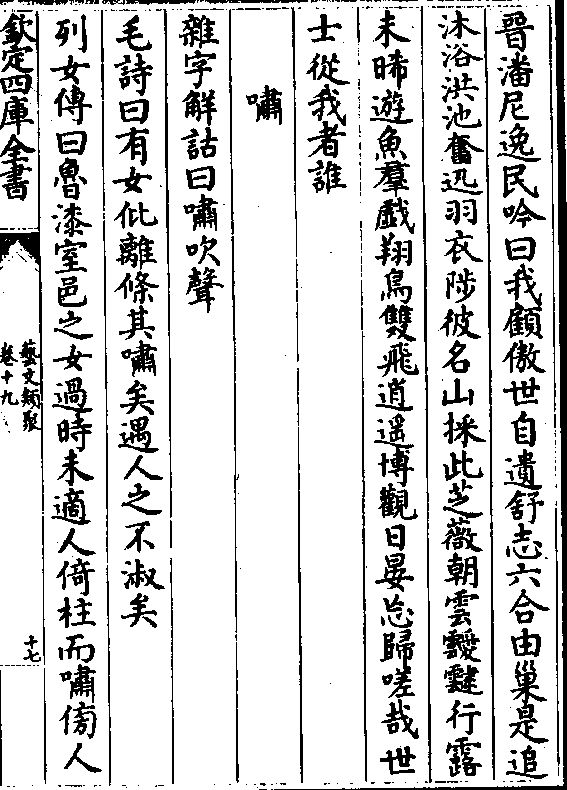 晉潘尼逸民吟曰我顧傲世自遺舒志六合由巢是追
沐浴洪池奮迅羽衣陟彼名山採此芝薇朝雲靉靆行露
未晞遊魚羣戲翔鳥雙飛逍遥博觀日晏忘歸嗟哉世
士從我者誰
嘯
雜字解詁曰嘯吹聲
毛詩曰有女仳離條其嘯矣遇人之不淑矣
列女傳曰魯漆室邑之女過時未適人倚柱而嘯傍人
欽定四庫全書
藝文類聚
卷十九
十七